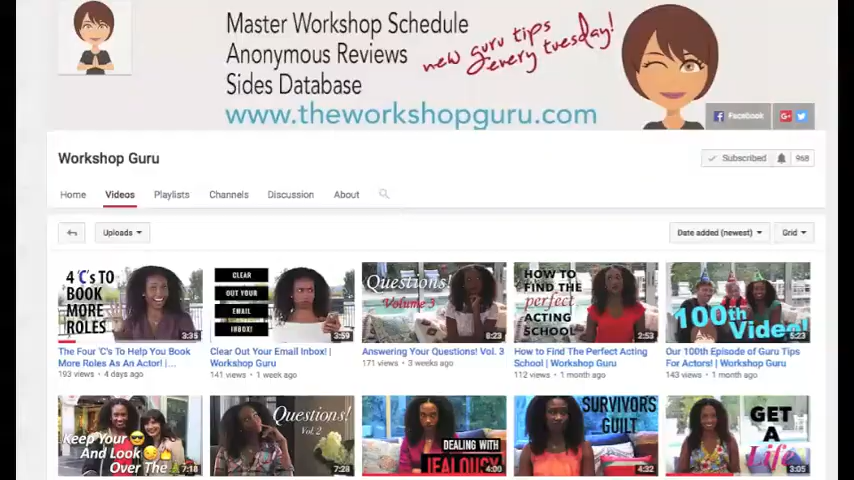 Master Workshop Schedule
Anonymous Reviews
Sides Database
www.theworkshopguru.com
new guru tips
every tuesday!
Facebook
Workshop Guru
Subscribed
968
Home
Videos
Playlists
Channels
Discussion
About
Uploads
Date added (newest)
Grid
4 'C's TO
BOOK
MORE
ROLES
3:35
CLEAR
OUT YOUR
EMAIL
INBOX!
3:59
Questions!
Volume 3
8:23
HOW TO
FIND THE
perfect
ACTING
SCHOOL
2:53
100th
Video!
5:23
The Four 'C's To Help You Book
More Roles As An Actor! |...
193 views • 4 days ago
Clear Out Your Email Inbox! |
Workshop Guru
141 views • 1 week ago
Answering Your Questions! Vol. 3
171 views • 3 weeks ago
How to Find The Perfect Acting
School | Workshop Guru
112 views • 1 month ago
Our 100th Episode of Guru Tips
For Actors! | Workshop Guru
143 views • 1 month ago
Keep Your
And Look
Over The
7:18
Questions!
Vol. 2
7:28
DEALING WITH
JEALOUSY
4:00
SURVIVOR'S
GUILT
4:32
GET
A
Life
3:05